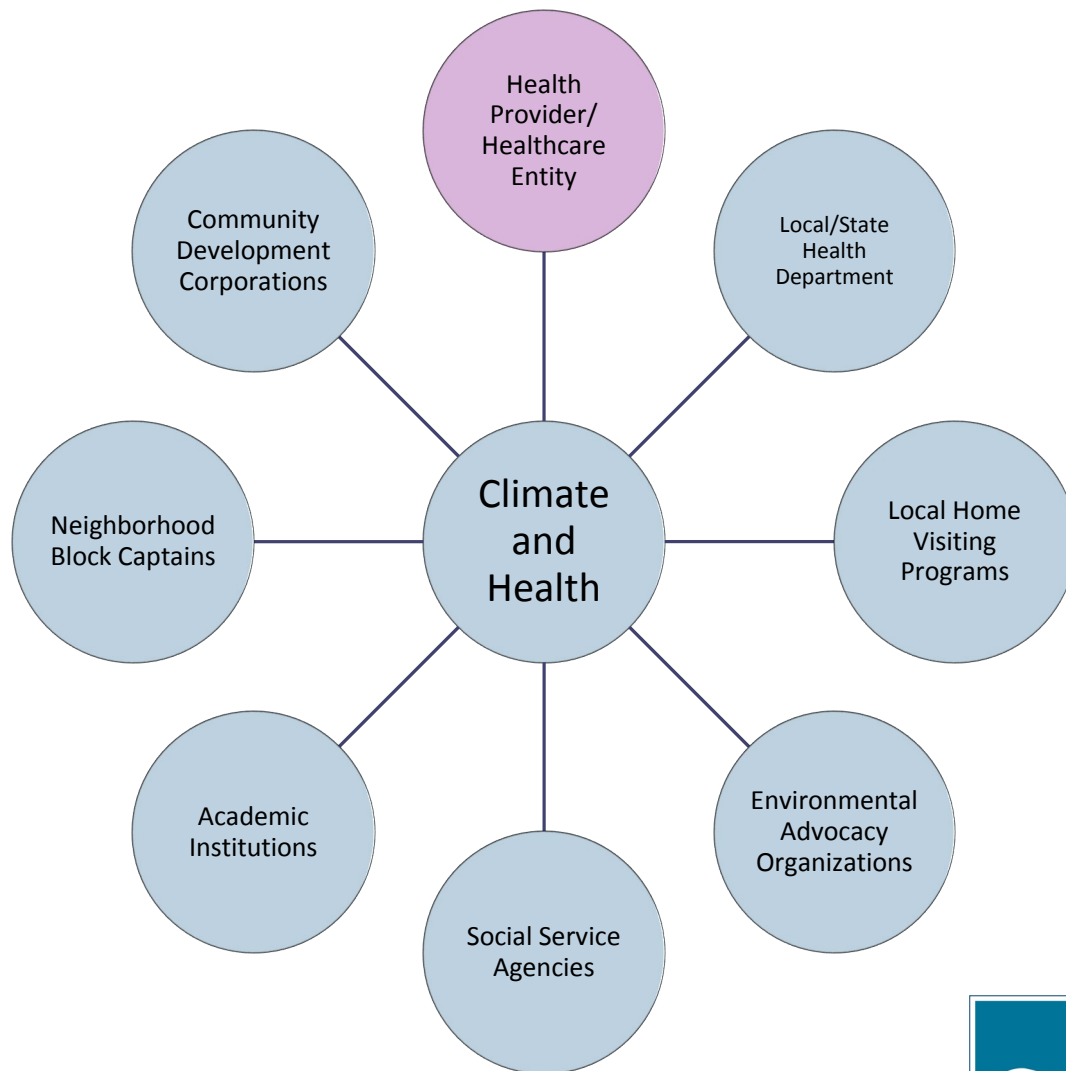 Health
Provider/
Healthcare
Entity
Local/State
Health
Department
Local Home
Visiting
Programs
Environmental
Advocacy
Organizations
Social Service
Agencies
Academic
Institutions
Neighborhood
Block Captains
Community
Development
Corporations
Climate
and
Health